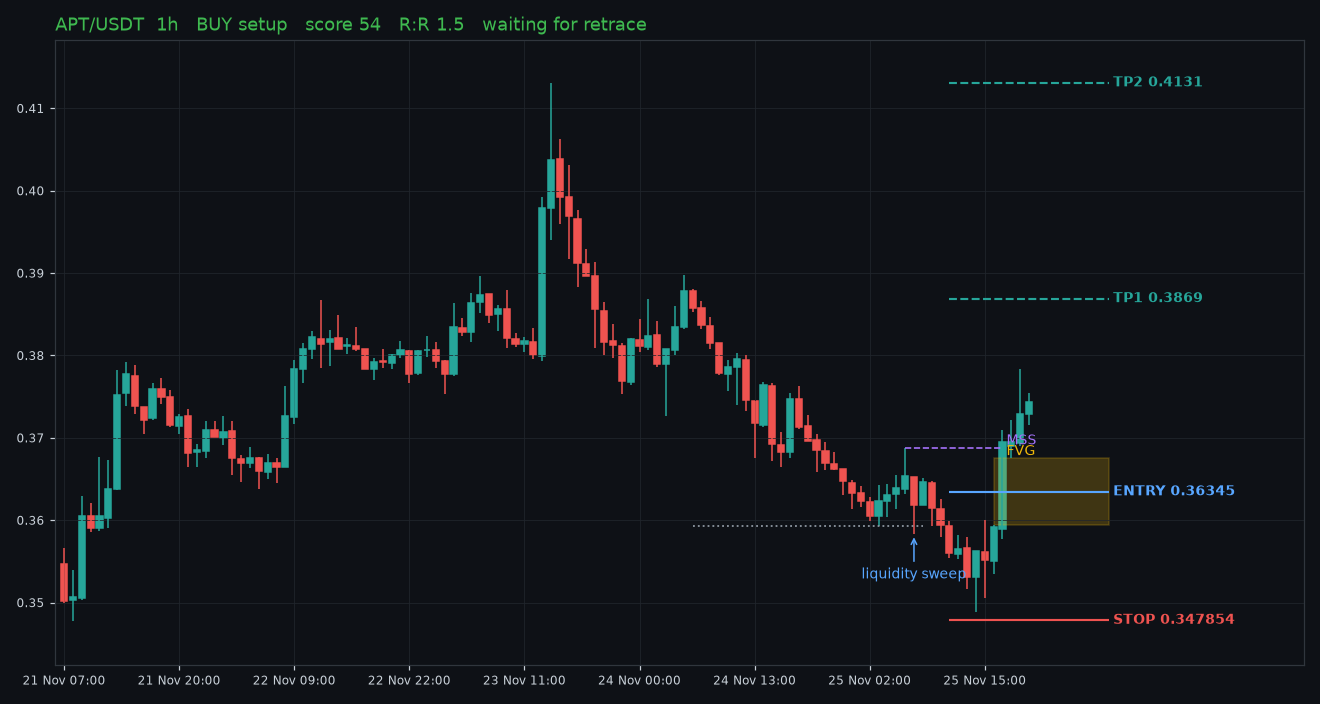 APT/USDT 1h BUY setup score 54 R:R 1.5 waiting for retrace
TP2 0.4131
0.41
0.40
0.39
TP1 0.3869
0.38
0.37
MSS
FVG
ENTRY 0.36345
0.36
liquidity sweep
0.35
STOP 0.347854
21 Nov 07:00
21 Nov 20:00
22 Nov 09:00
22 Nov 22:00
23 Nov 11:00
24 Nov 00:00
24 Nov 13:00
25 Nov 02:00
25 Nov 15:00